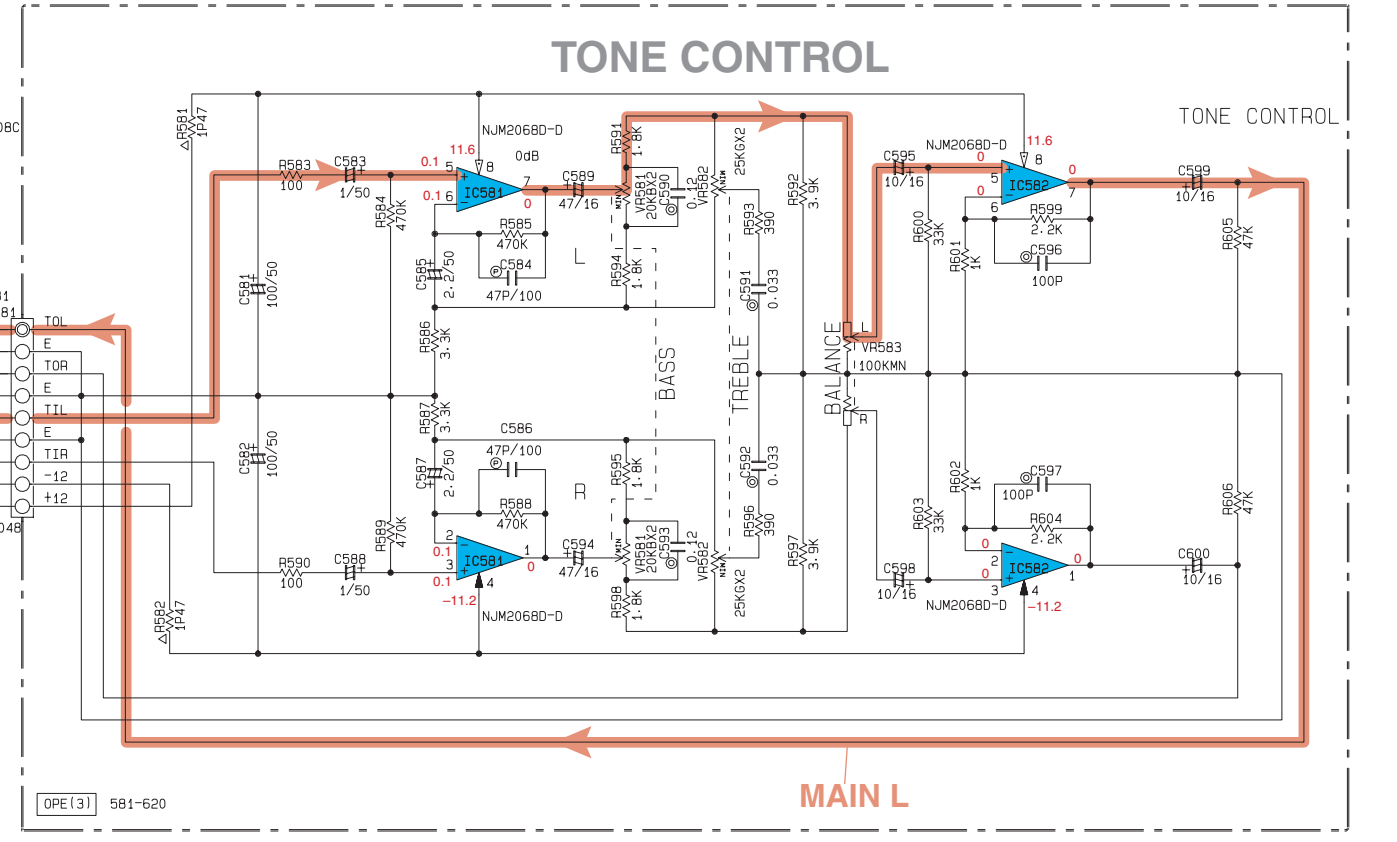 TONE CONTROL
TONE CONTROL
08C
R581
1P47
R583
100
C583
1/50
R584
470K
C581
100/50
0.1
0.1
11.6
5
6
8
7
0
+
−
IC581
NJM2068D-D
0dB
R585
470K
C584
47P/100
C585
2.2/50
R586
3.3K
C589
47/16
L
R591
1.8K
MIN
VR581
20KBX2
C590
0.12
R594
1.8K
VR582
MIN
25KGX2
R593
390
C591
0.033
R592
3.9K
C595
10/16
NJM2068D-D
11.6
0
0
0
5
6
8
7
+
−
IC582
R600
33K
R601
1K
R599
2.2K
C596
100P
C599
10/16
R605
47K
81
TOL
E
TOR
E
TIL
E
TIR
-12
+12
048
BASS
TREBLE
BALANCE
L
VR583
100KMN
R
C582
100/50
R587
3.3K
C586
47P/100
C587
2.2/50
R588
470K
R589
470K
R
R595
1.8K
MIN
VR581
20KBX2
C593
0.12
R598
1.8K
VR582
MIN
25KGX2
C592
0.033
R596
390
R597
3.9K
R590
100
C588
1/50
2
0.1
3
0.1
−
+
IC581
1
0
4
−11.2
NJM2068D-D
C594
47/16
R582
1P47
C598
10/16
R603
33K
R602
1K
C597
100P
R604
2.2K
0
2
0
3
−
+
IC582
0
1
4
−11.2
NJM2068D-D
C600
10/16
R606
47K
MAIN L
OPE(3) 581-620